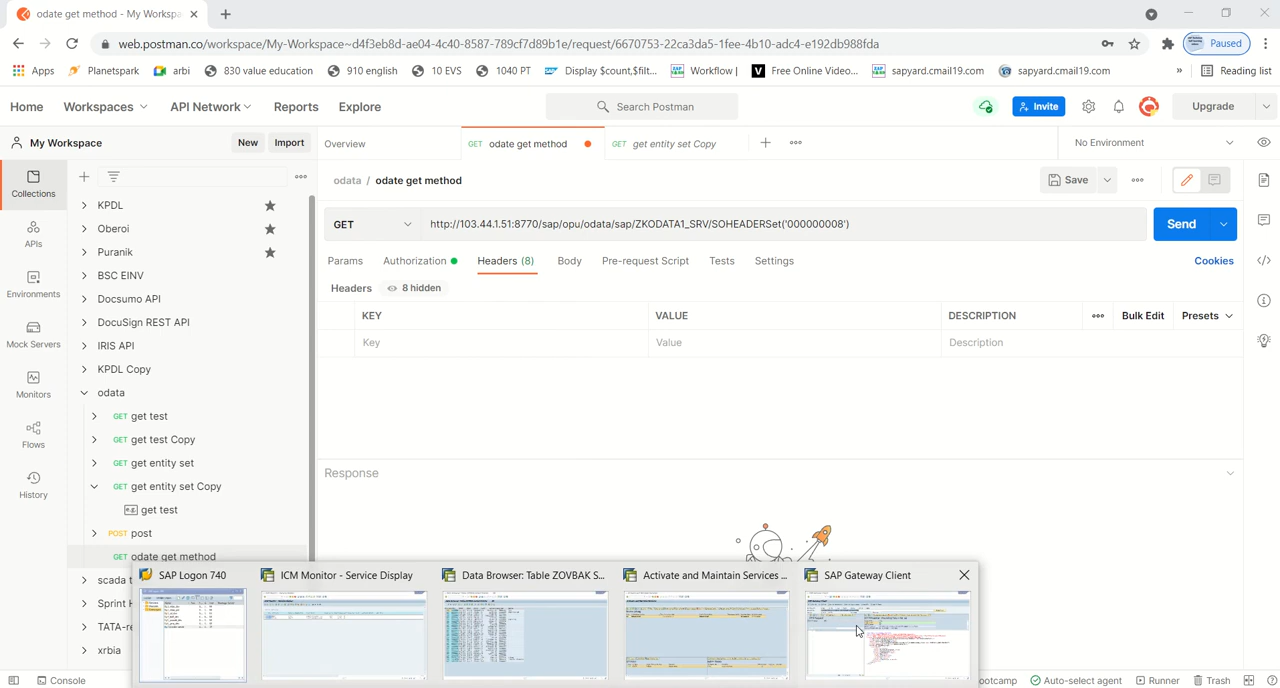 odate get method - My Workspa
Paused
web.postman.co/workspace/My-Workspace~d4f3eb8d-ae04-4c40-8587-789cf7d89b1e/request/6670753-22ca3da5-1fee-4b10-adc4-e192db988fda
Apps Planetspark arbi 830 value education 910 english 10 EVS 1040 PT Display $count,$filt... Workflow | Free Online Video... sapyard.cmail19.com sapyard.cmail19.com » Reading list
Home Workspaces API Network Reports Explore Search Postman Invite Upgrade
My Workspace New Import Overview GET odate get method GET get entity set Copy No Environment
Collections
APIs
Environments
Mock Servers
Monitors
Flows
History
KPDL
Oberoi
Puranik
BSC EINV
Docsumo API
DocuSign REST API
IRIS API
KPDL Copy
odata
GET get test
GET get test Copy
GET get entity set
GET get entity set Copy
e.g. get test
POST post
GET odate get method
scada t
Sprint H
TATA-re
xrbia
odata / odate get method Save
GET http://103.44.1.51:8770/sap/opu/odata/sap/ZKODATA1_SRV/SOHEADERSet('000000008') Send
Params Authorization Headers (8) Body Pre-request Script Tests Settings Cookies
Headers 8 hidden
KEY VALUE DESCRIPTION Bulk Edit Presets
Key Value Description
Response
SAP Logon 740 ICM Monitor - Service Display Data Browser: Table ZOVBAK S... Activate and Maintain Services ... SAP Gateway Client
Console ootcamp Auto-select agent Runner Trash